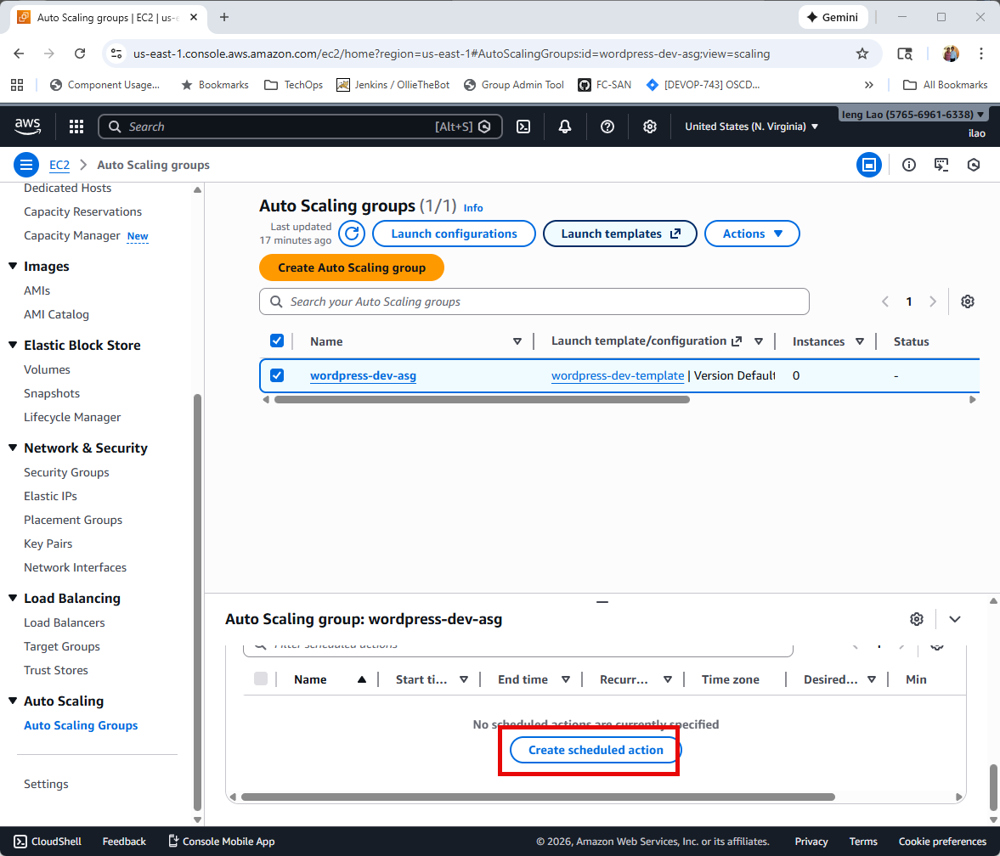 Auto Scaling groups | EC2 | us-e
Gemini
us-east-1.console.aws.amazon.com/ec2/home?region=us-east-1#AutoScalingGroups:id=wordpress-dev-asg;view=scaling
Component Usage... Bookmarks TechOps Jenkins / OllieTheBot Group Admin Tool FC-SAN [DEVOP-743] OSCD... All Bookmarks
aws Search [Alt+S] United States (N. Virginia) Ieng Lao (5765-6961-6338)
ilao
EC2 Auto Scaling groups
Dedicated Hosts
Capacity Reservations
Capacity Manager New
Images
AMIs
AMI Catalog
Elastic Block Store
Volumes
Snapshots
Lifecycle Manager
Network & Security
Security Groups
Elastic IPs
Placement Groups
Key Pairs
Network Interfaces
Load Balancing
Load Balancers
Target Groups
Trust Stores
Auto Scaling
Auto Scaling Groups
Settings
Auto Scaling groups (1/1) Info
Last updated
17 minutes ago
Launch configurations Launch templates Actions
Create Auto Scaling group
Search your Auto Scaling groups
1
Name Launch template/configuration Instances Status
wordpress-dev-asg wordpress-dev-template | Version Default 0 -
Auto Scaling group: wordpress-dev-asg
Filter scheduled actions 1
Name Start ti... End time Recurr... Time zone Desired... Min
No scheduled actions are currently specified
Create scheduled action
CloudShell Feedback Console Mobile App © 2026, Amazon Web Services, Inc. or its affiliates. Privacy Terms Cookie preferences